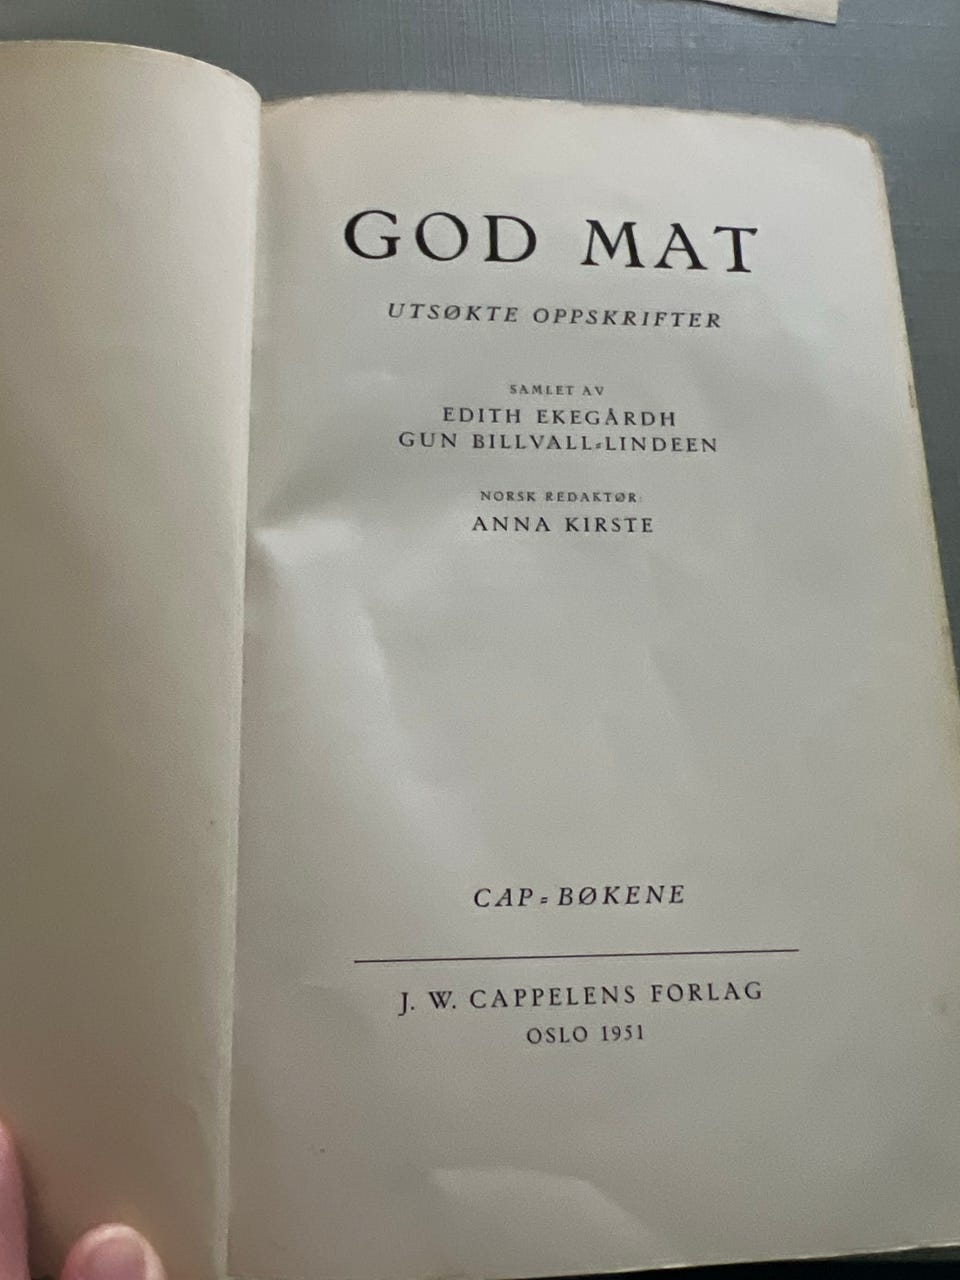 GOD MAT
UTSØKTE OPPSKRIFTER
SAMLET AV
EDITH EKEGÅRDH
GUN BILLVALL-LINDEEN
NORSK REDAKTØR:
ANNA KIRSTE
CAP-BØKENE
J. W. CAPPELENS FORLAG
OSLO 1951